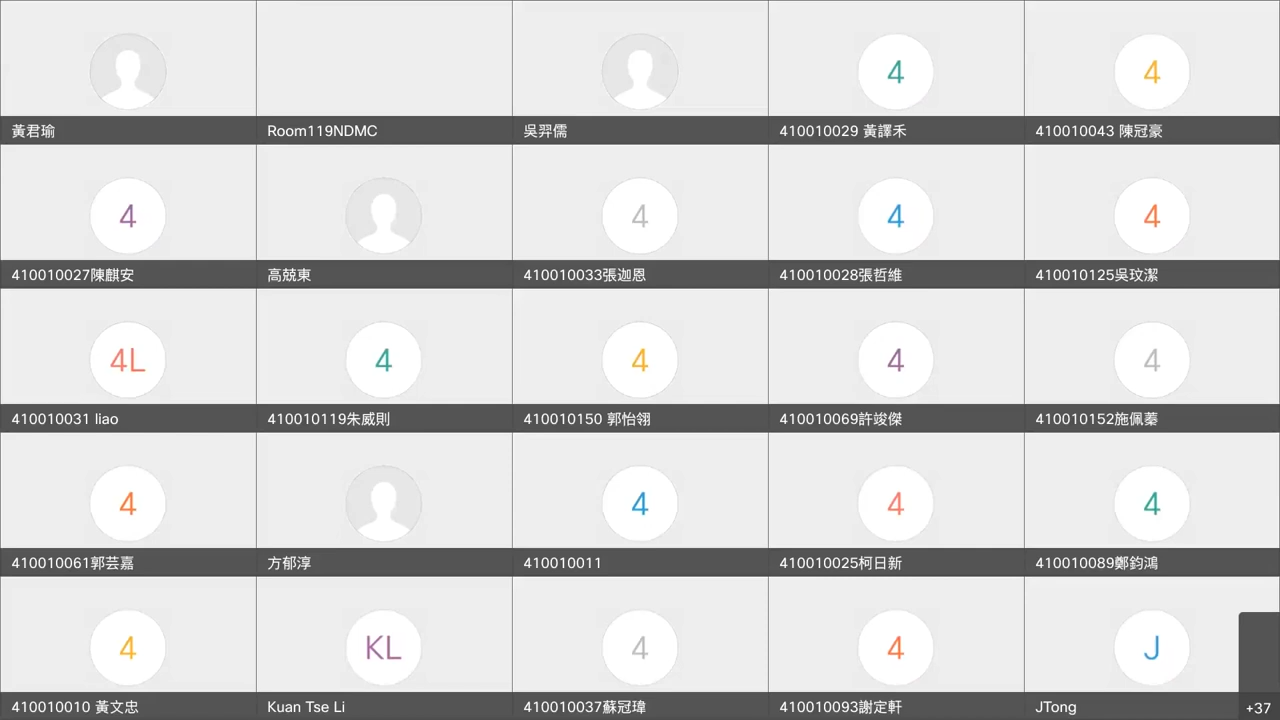 黃君瑜
Room119NDMC
吳羿儒
4
410010029 黃譯禾
4
410010043 陳冠豪
4
410010027陳麒安
高兢東
4
410010033張迦恩
4
410010028張哲維
4
410010125吳玟潔
4L
410010031 liao
4
410010119朱威則
4
410010150 郭怡翎
4
410010069許竣傑
4
410010152施佩蓁
4
410010061郭芸嘉
方郁淳
4
410010011
4
410010025柯日新
4
410010089鄭鈞鴻
4
410010010 黃文忠
KL
Kuan Tse Li
4
410010037蘇冠瑋
4
410010093謝定軒
J
JTong
+37